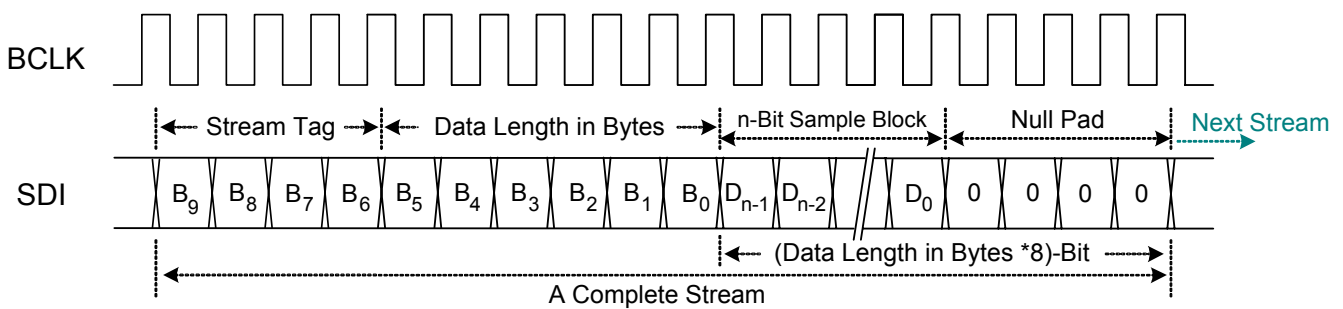 BCLK
Stream Tag Data Length in Bytes n-Bit Sample Block Null Pad Next Stream
SDI B9 B8 B7 B6 B5 B4 B3 B2 B1 B0 Dn-1 Dn-2 D0 0 0 0 0
(Data Length in Bytes *8)-Bit
A Complete Stream